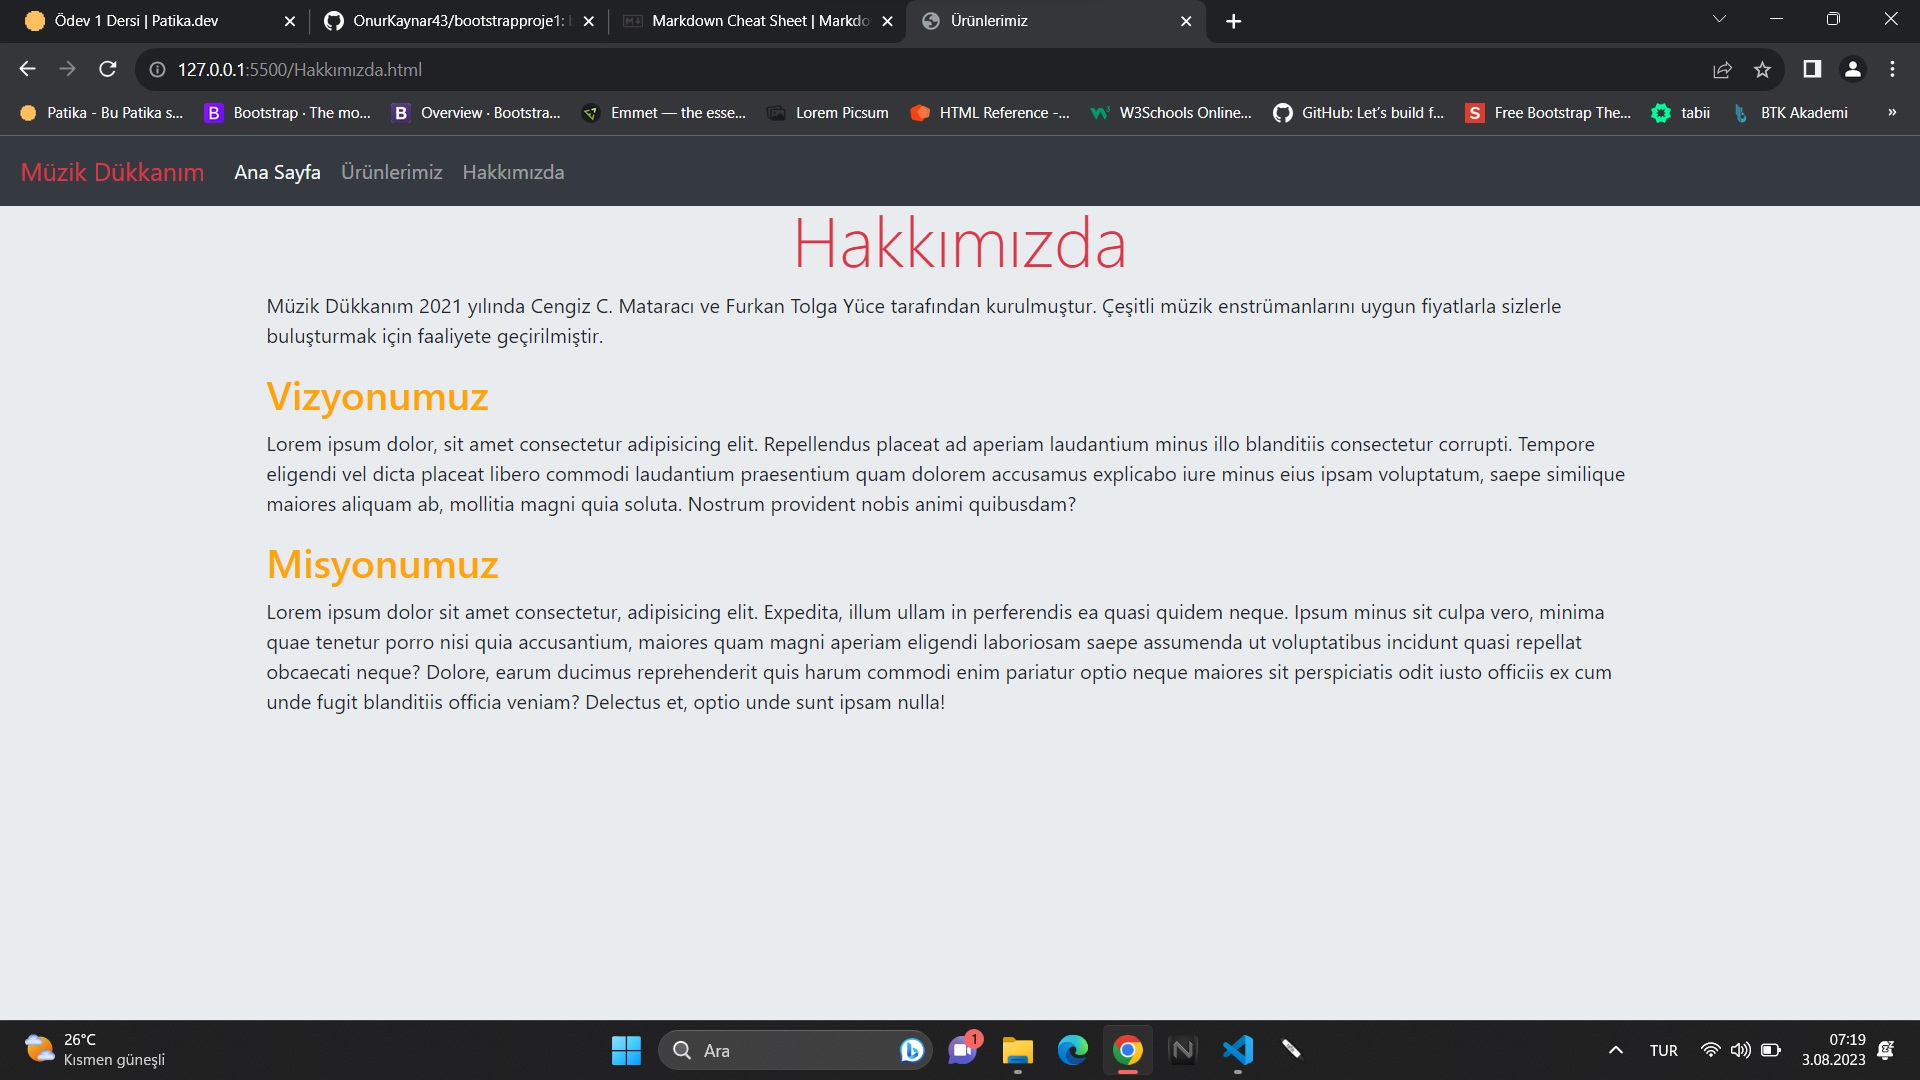 Ödev 1 Dersi | Patika.dev
OnurKaynar43/bootstrapproje1:
Markdown Cheat Sheet | Markdo
Ürünlerimiz
127.0.0.1:5500/Hakkımızda.html
Patika - Bu Patika s...
Bootstrap · The mo...
Overview · Bootstra...
Emmet — the esse...
Lorem Picsum
HTML Reference -...
W3Schools Online...
GitHub: Let's build f...
Free Bootstrap The...
tabii
BTK Akademi
»
Müzik Dükkanım
Ana Sayfa
Ürünlerimiz
Hakkımızda
Hakkımızda
Müzik Dükkanım 2021 yılında Cengiz C. Mataracı ve Furkan Tolga Yüce tarafından kurulmuştur. Çeşitli müzik enstrümanlarını uygun fiyatlarla sizlerle
buluşturmak için faaliyete geçirilmiştir.
Vizyonumuz
Lorem ipsum dolor, sit amet consectetur adipisicing elit. Repellendus placeat ad aperiam laudantium minus illo blanditiis consectetur corrupti. Tempore
eligendi vel dicta placeat libero commodi laudantium praesentium quam dolorem accusamus explicabo iure minus eius ipsam voluptatum, saepe similique
maiores aliquam ab, mollitia magni quia soluta. Nostrum provident nobis animi quibusdam?
Misyonumuz
Lorem ipsum dolor sit amet consectetur, adipisicing elit. Expedita, illum ullam in perferendis ea quasi quidem neque. Ipsum minus sit culpa vero, minima
quae tenetur porro nisi quia accusantium, maiores quam magni aperiam eligendi laboriosam saepe assumenda ut voluptatibus incidunt quasi repellat
obcaecati neque? Dolore, earum ducimus reprehenderit quis harum commodi enim pariatur optio neque maiores sit perspiciatis odit iusto officiis ex cum
unde fugit blanditiis officia veniam? Delectus et, optio unde sunt ipsam nulla!
26°C
Kısmen güneşli
Ara
1
TUR
07:19
3.08.2023